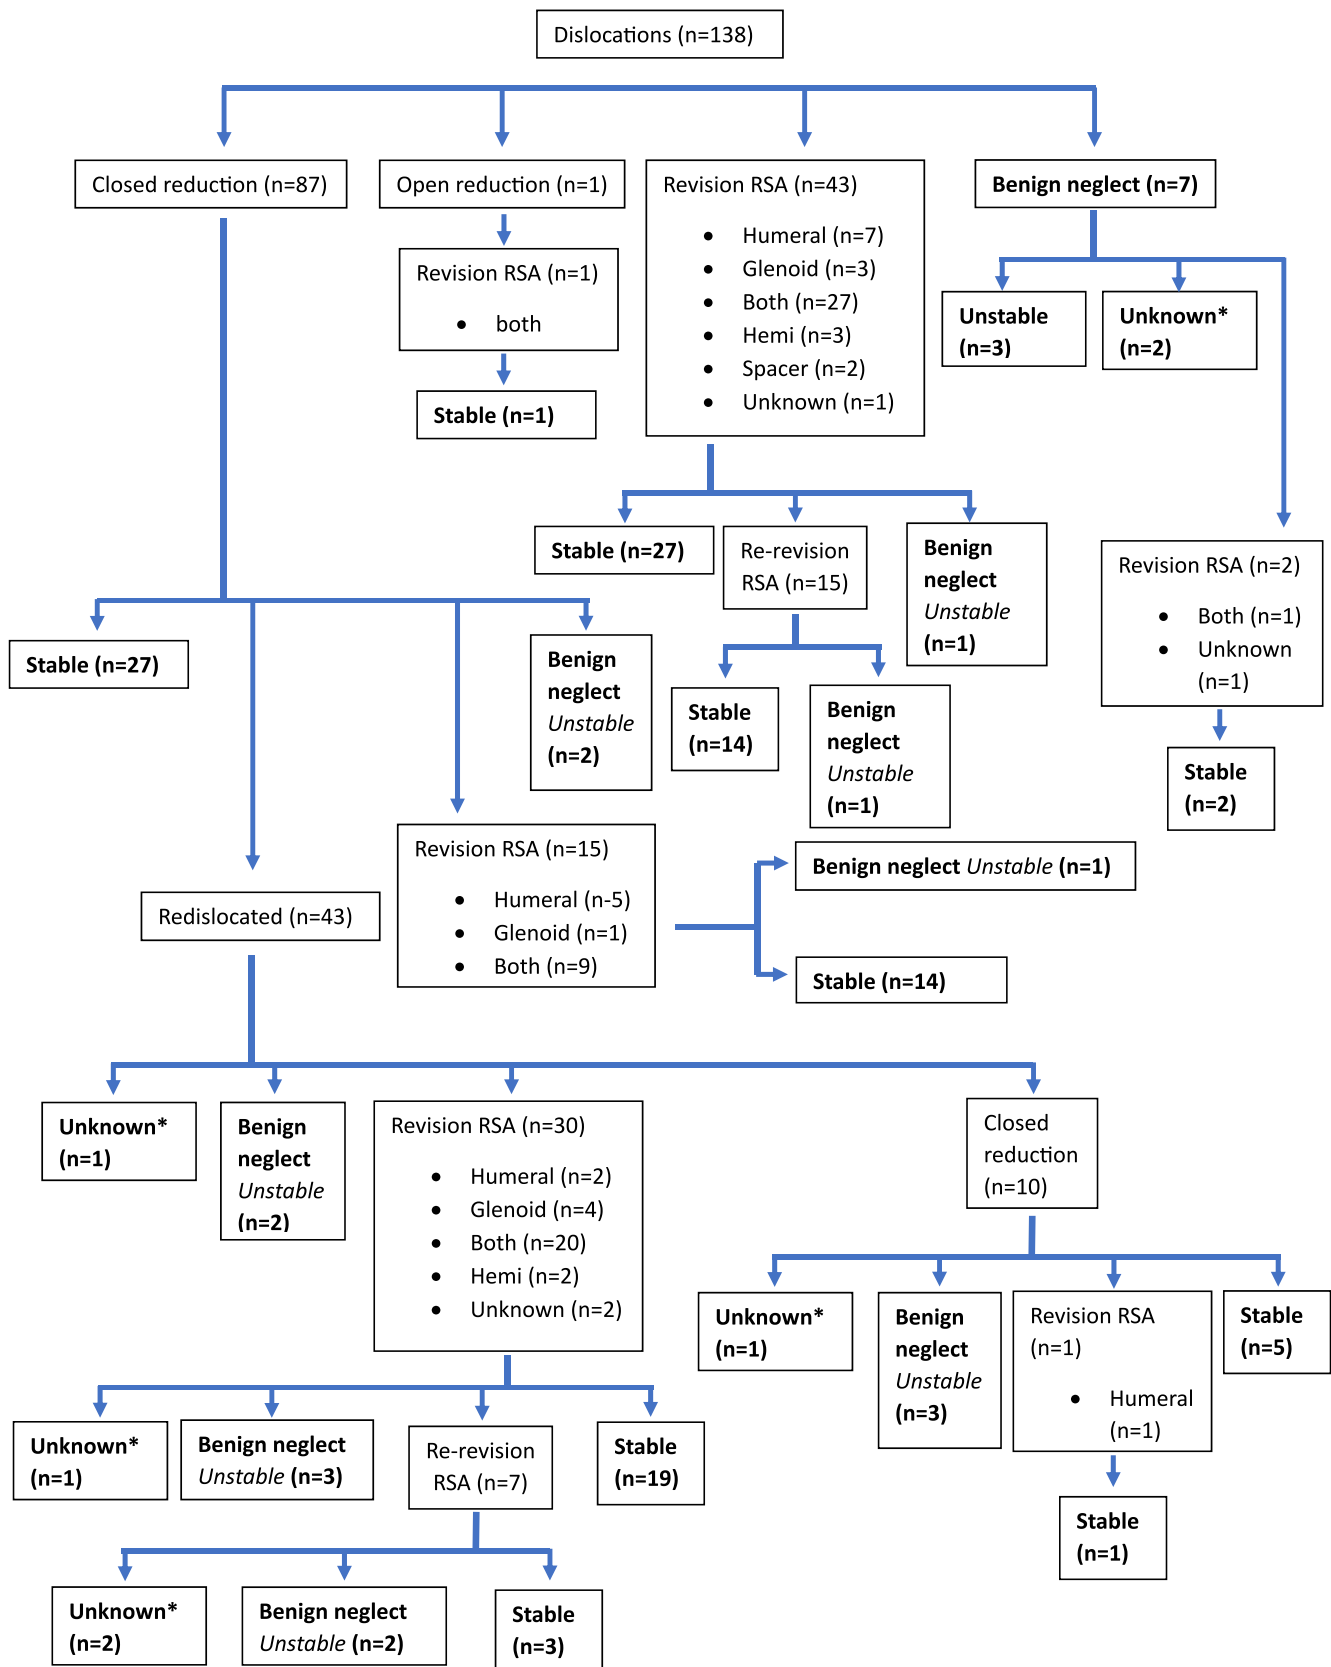 Dislocations (n=138)
Closed reduction (n=87)
Open reduction (n=1)
Revision RSA (n=1)
• both
Stable (n=1)
Revision RSA (n=43)
• Humeral (n=7)
• Glenoid (n=3)
• Both (n=27)
• Hemi (n=3)
• Spacer (n=2)
• Unknown (n=1)
Benign neglect (n=7)
Unstable
(n=3)
Unknown*
(n=2)
Revision RSA (n=2)
• Both (n=1)
• Unknown
(n=1)
Stable
(n=2)
Stable (n=27)
Re-revision
RSA (n=15)
Benign
neglect
Unstable
(n=1)
Stable
(n=14)
Benign
neglect
Unstable
(n=1)
Stable (n=27)
Benign
neglect
Unstable
(n=2)
Revision RSA (n=15)
• Humeral (n-5)
• Glenoid (n=1)
• Both (n=9)
Benign neglect Unstable (n=1)
Stable (n=14)
Redislocated (n=43)
Unknown*
(n=1)
Benign
neglect
Unstable
(n=2)
Revision RSA (n=30)
• Humeral (n=2)
• Glenoid (n=4)
• Both (n=20)
• Hemi (n=2)
• Unknown (n=2)
Closed
reduction
(n=10)
Unknown*
(n=1)
Benign
neglect
Unstable
(n=3)
Revision RSA
(n=1)
• Humeral
(n=1)
Stable
(n=5)
Stable
(n=1)
Unknown*
(n=1)
Benign neglect
Unstable (n=3)
Re-revision
RSA (n=7)
Stable
(n=19)
Unknown*
(n=2)
Benign neglect
Unstable (n=2)
Stable
(n=3)